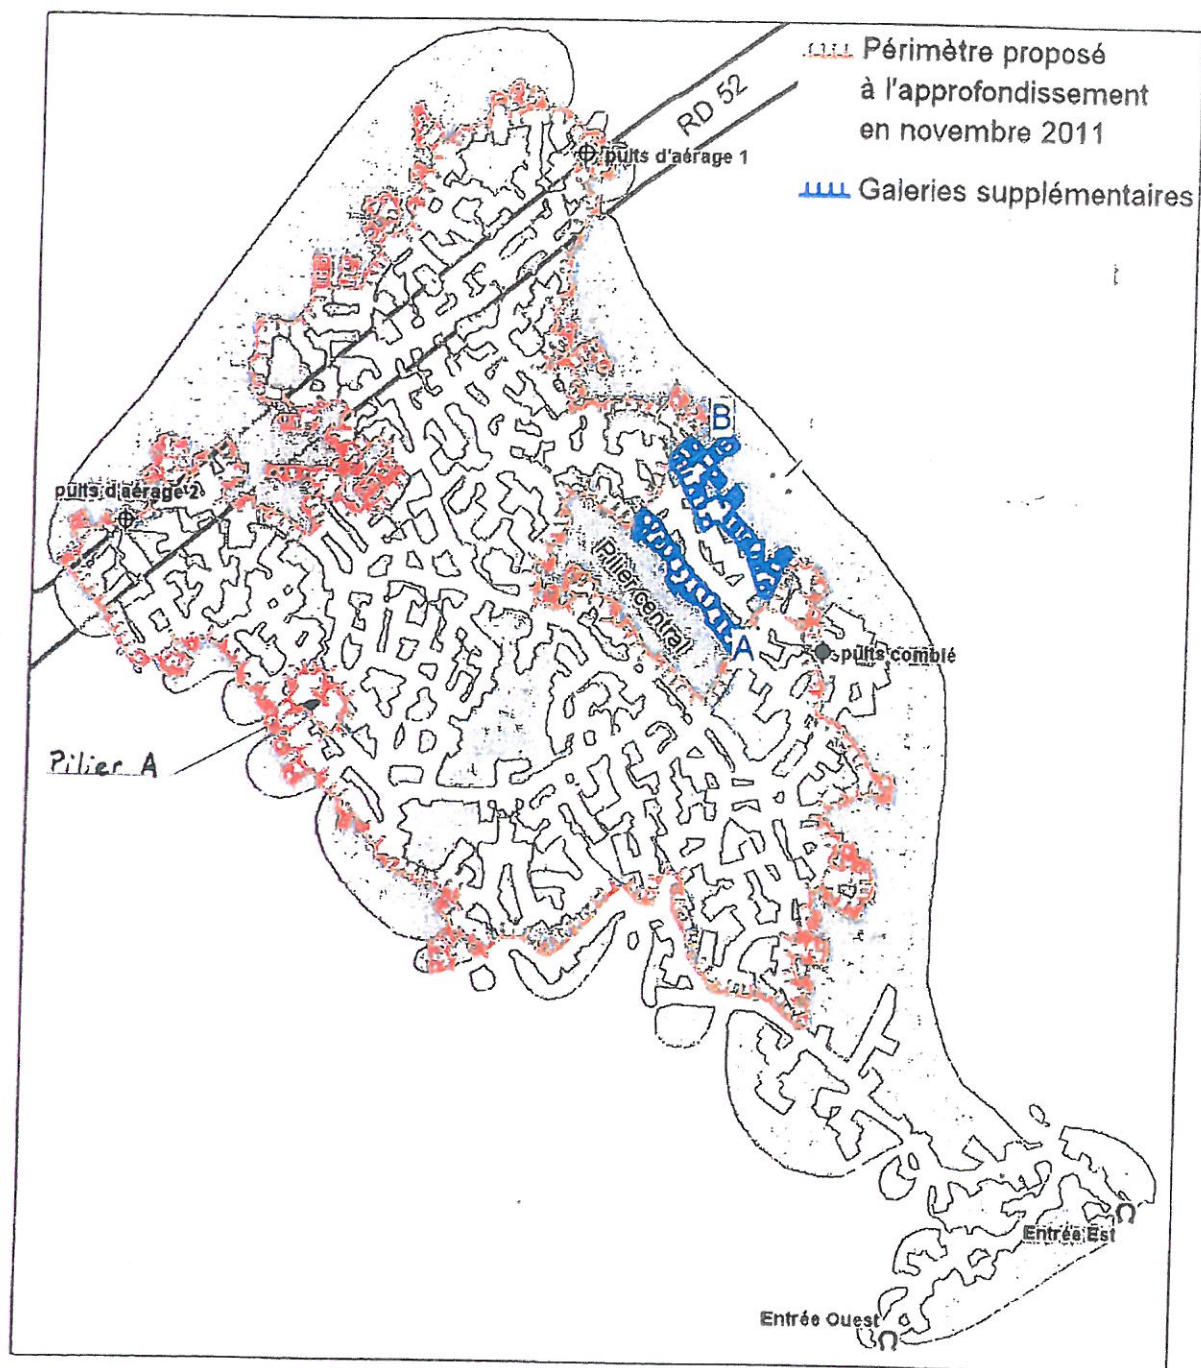 Périmètre proposé
à l'approfondissement
en novembre 2011
Galeries supplémentaires
RD 52
puits d'aérage 1
B
puits d'aérage 2
Pilier central
A
puits comblé
Pilier A
Entrée Est
Entrée Ouest